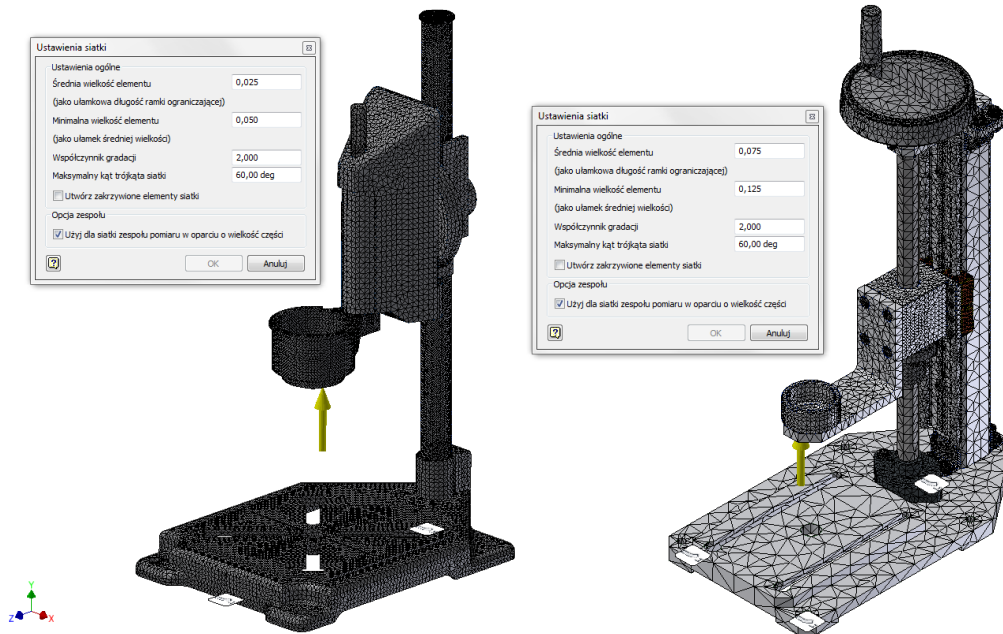 Ustawienia siatki
Ustawienia ogólne
Średnia wielkość elementu 0,025
(jako ułamkowa długość ramki ograniczającej)
Minimalna wielkość elementu 0,050
(jako ułamek średniej wielkości)
Współczynnik gradacji 2,000
Maksymalny kąt trójkąta siatki 60,00 deg
Utwórz zakrzywione elementy siatki
Opcja zespołu
Użyj dla siatki zespołu pomiaru w oparciu o wielkość części
OK Anuluj
Ustawienia siatki
Ustawienia ogólne
Średnia wielkość elementu 0,075
(jako ułamkowa długość ramki ograniczającej)
Minimalna wielkość elementu 0,125
(jako ułamek średniej wielkości)
Współczynnik gradacji 2,000
Maksymalny kąt trójkąta siatki 60,00 deg
Utwórz zakrzywione elementy siatki
Opcja zespołu
Użyj dla siatki zespołu pomiaru w oparciu o wielkość części
OK Anuluj
Y
Z X